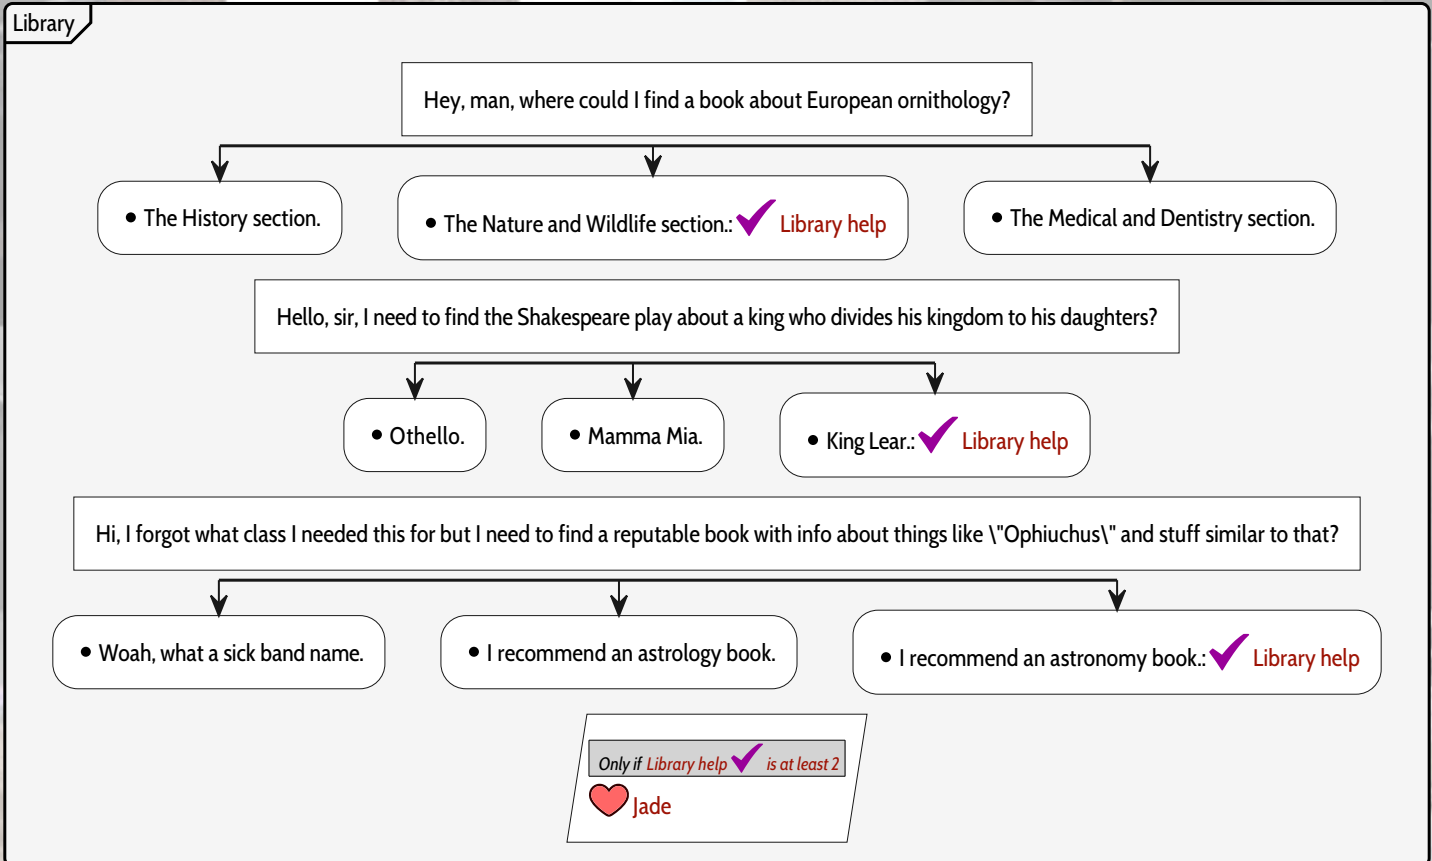 Library
Hey, man, where could I find a book about European ornithology?
• The History section.
• The Nature and Wildlife section.: Library help
• The Medical and Dentistry section.
Hello, sir, I need to find the Shakespeare play about a king who divides his kingdom to his daughters?
• Othello.
• Mamma Mia.
• King Lear.: Library help
Hi, I forgot what class I needed this for but I need to find a reputable book with info about things like \"Ophiuchus\" and stuff similar to that?
• Woah, what a sick band name.
• I recommend an astrology book.
• I recommend an astronomy book.: Library help
Only if Library help is at least 2
Jade